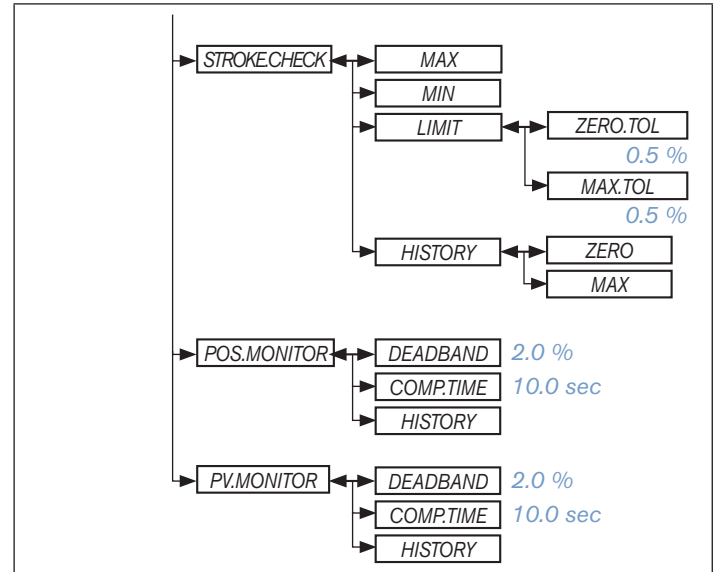 STROKE.CHECK MAX
MIN
LIMIT ZERO.TOL
0.5 %
MAX.TOL
0.5 %
HISTORY ZERO
MAX
POS.MONITOR DEADBAND 2.0 %
COMP.TIME 10.0 sec
HISTORY
PV.MONITOR DEADBAND 2.0 %
COMP.TIME 10.0 sec
HISTORY